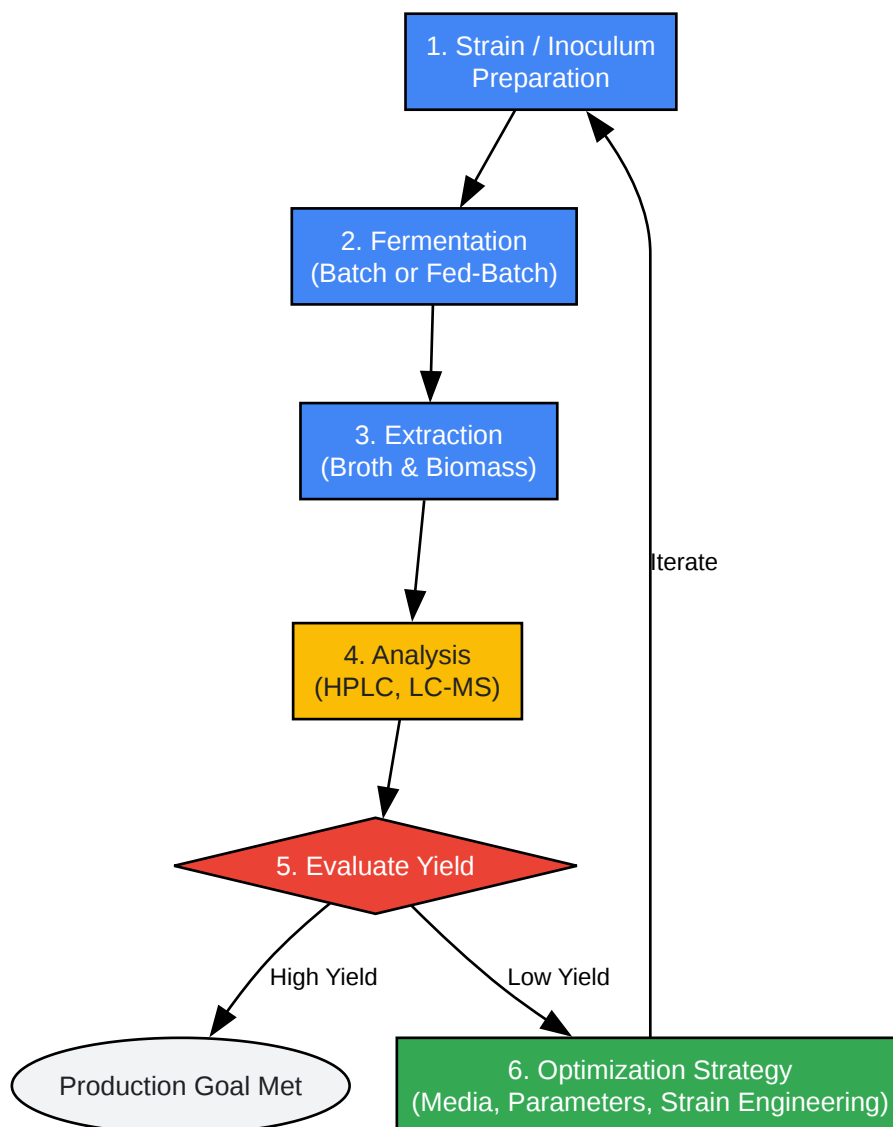 1. Strain / Inoculum
Preparation
2. Fermentation
(Batch or Fed-Batch)
3. Extraction
(Broth & Biomass)
Iterate
4. Analysis
(HPLC, LC-MS)
5. Evaluate Yield
High Yield
Low Yield
Production Goal Met
6. Optimization Strategy
(Media, Parameters, Strain Engineering)